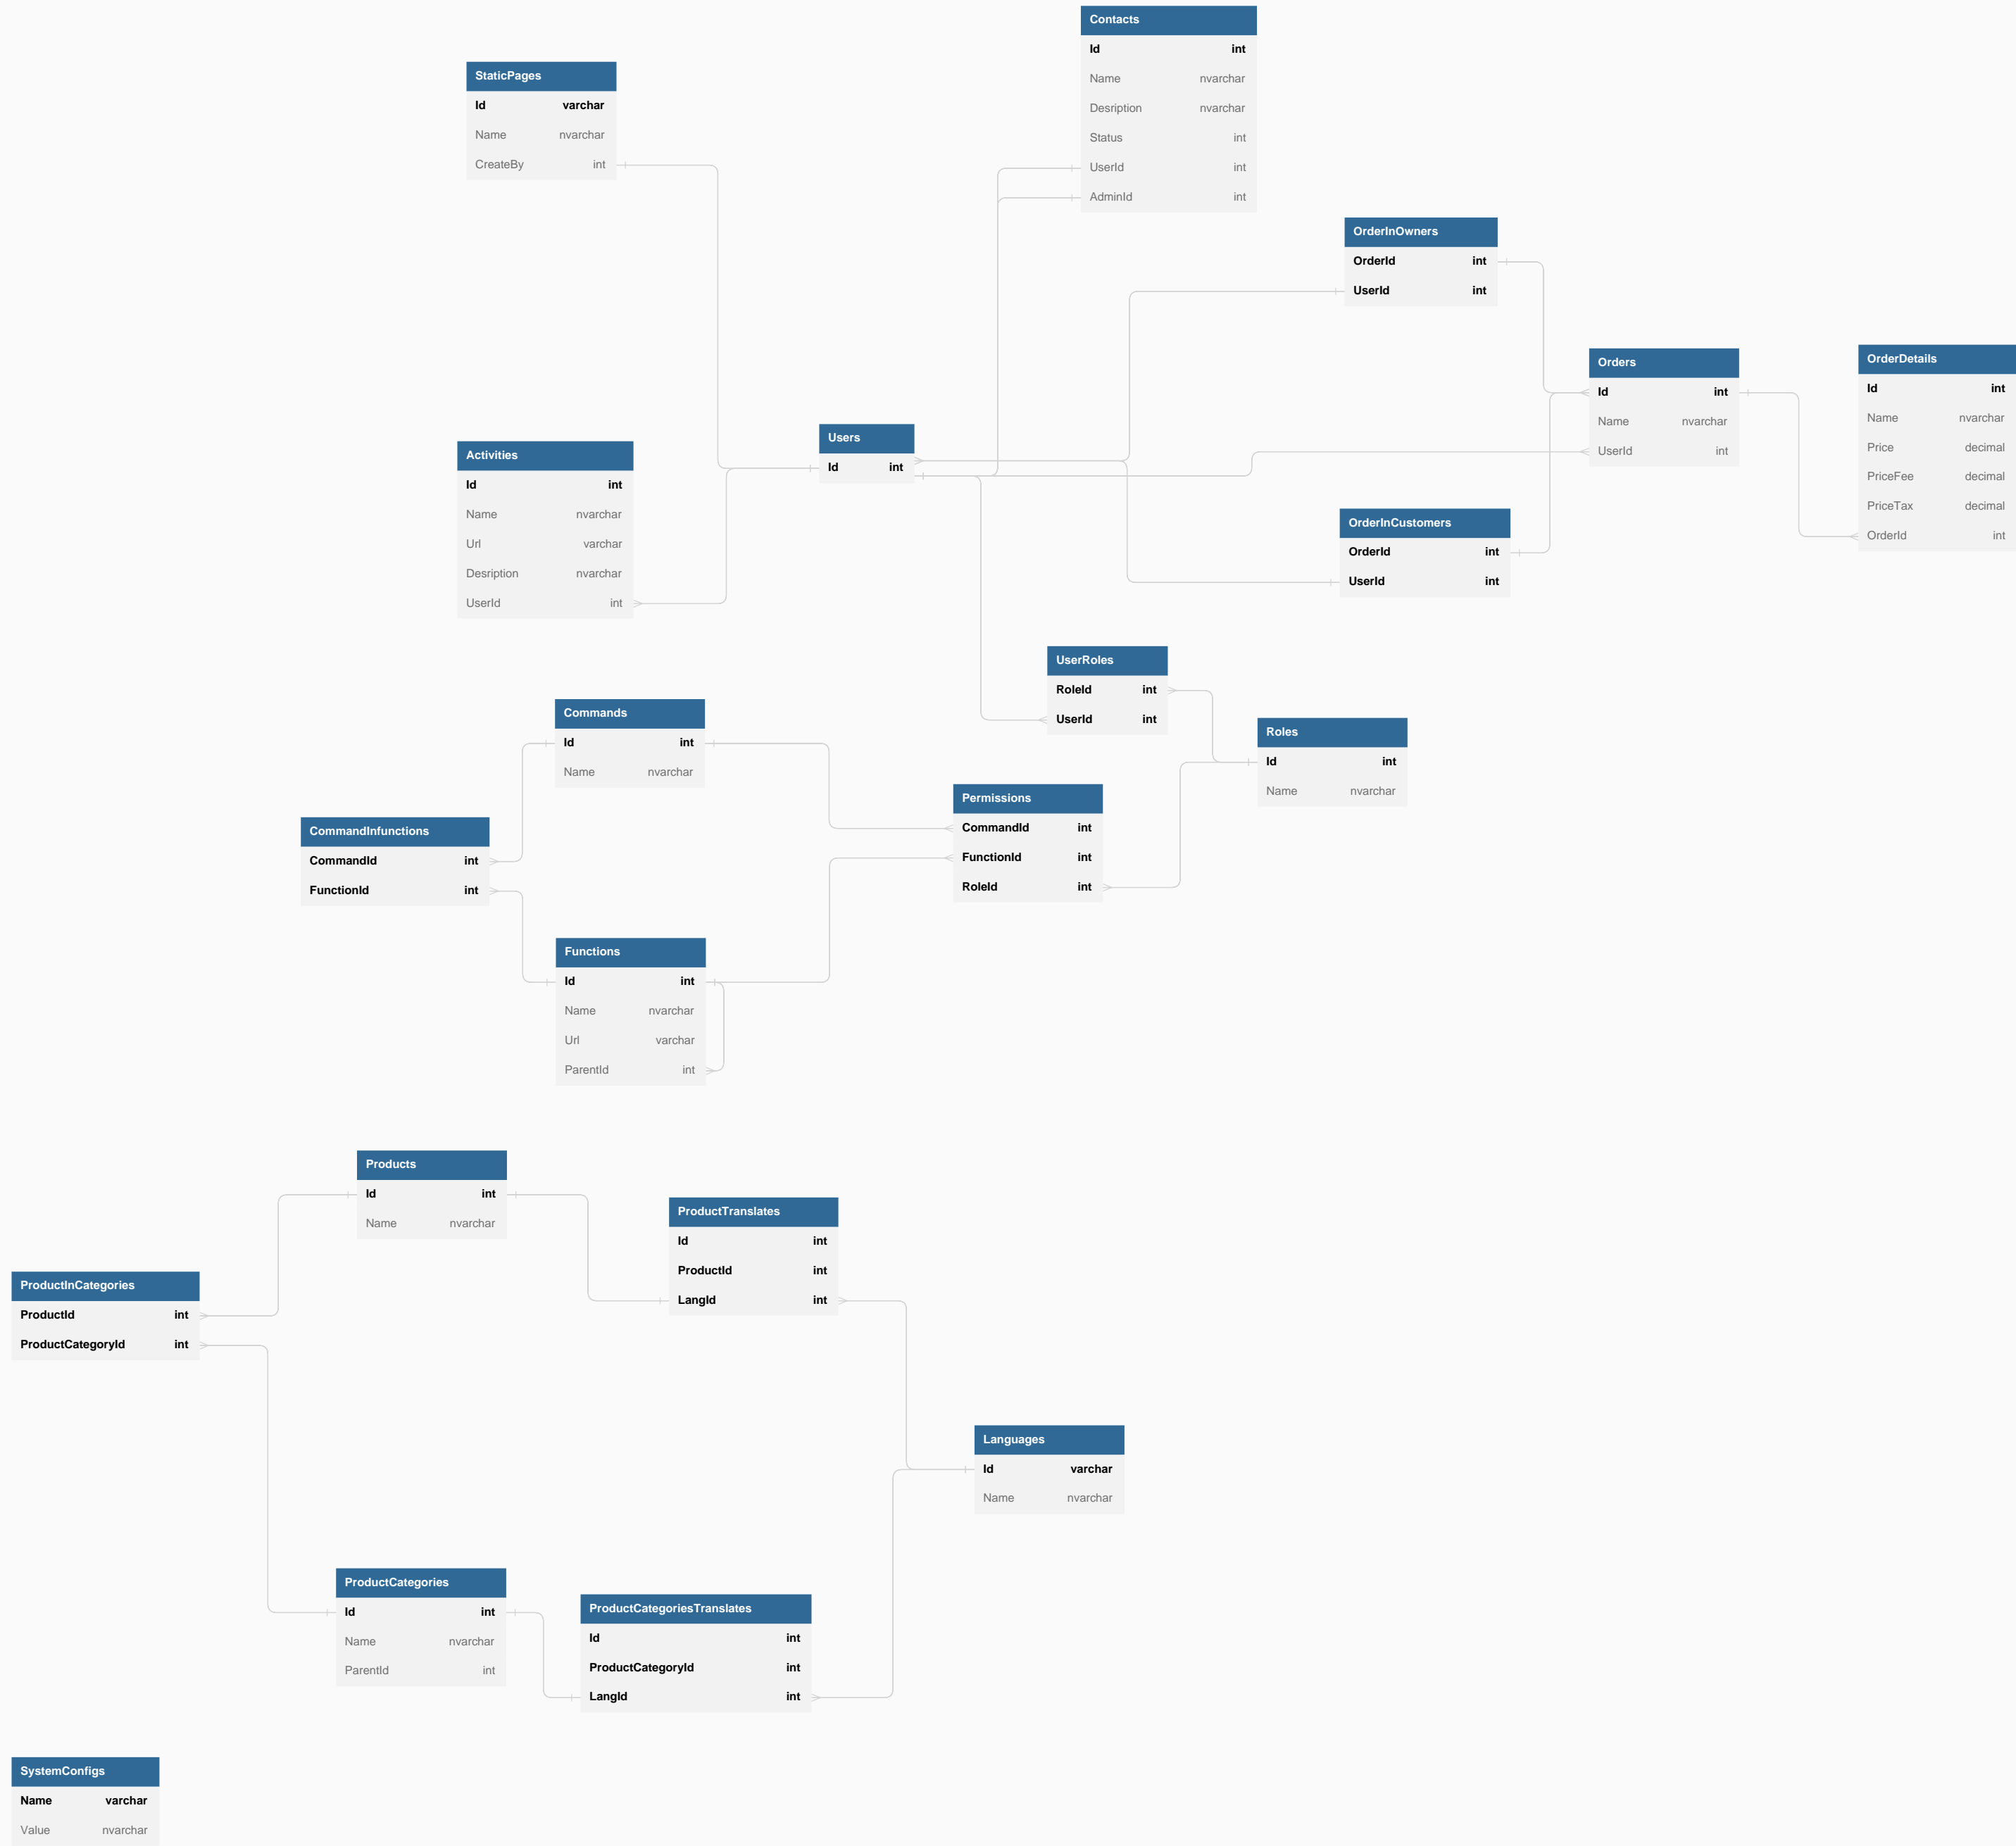 Contacts
Id int
Name nvarchar
Desription nvarchar
Status int
UserId int
AdminId int
StaticPages
Id varchar
Name nvarchar
CreateBy int
OrderInOwners
OrderId int
UserId int
Orders
Id int
Name nvarchar
UserId int
OrderDetails
Id int
Name nvarchar
Price decimal
PriceFee decimal
PriceTax decimal
OrderId int
Users
Id int
Activities
Id int
Name nvarchar
Url varchar
Desription nvarchar
UserId int
OrderInCustomers
OrderId int
UserId int
UserRoles
RoleId int
UserId int
Roles
Id int
Name nvarchar
Commands
Id int
Name nvarchar
Permissions
CommandId int
FunctionId int
RoleId int
CommandInfunctions
CommandId int
FunctionId int
Functions
Id int
Name nvarchar
Url varchar
ParentId int
Products
Id int
Name nvarchar
ProductTranslates
Id int
ProductId int
LangId int
ProductInCategories
ProductId int
ProductCategoryId int
Languages
Id varchar
Name nvarchar
ProductCategories
Id int
Name nvarchar
ParentId int
ProductCategoriesTranslates
Id int
ProductCategoryId int
LangId int
SystemConfigs
Name varchar
Value nvarchar